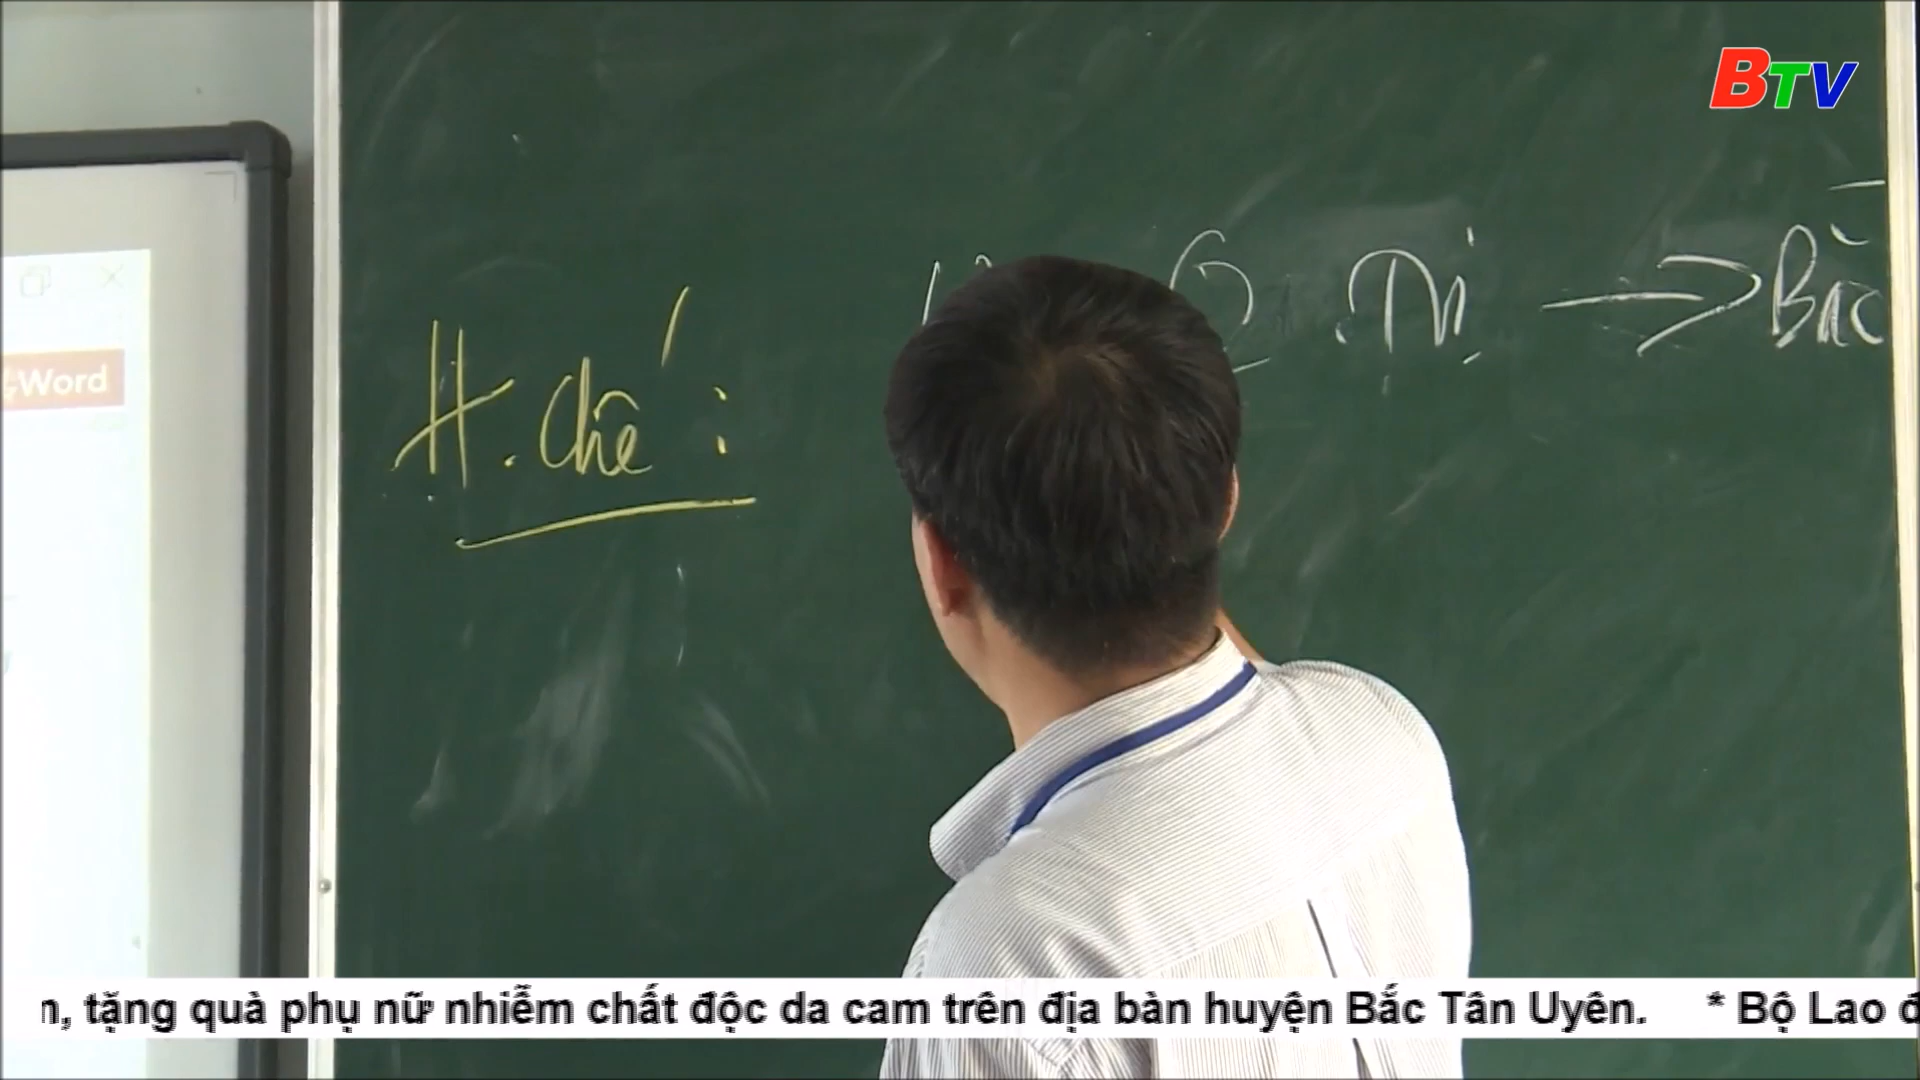 BTV
Q. Trị → Bắc
H. chế :
Word
, tặng quà phụ nữ nhiễm chất độc da cam trên địa bàn huyện Bắc Tân Uyên. * Bộ Lao